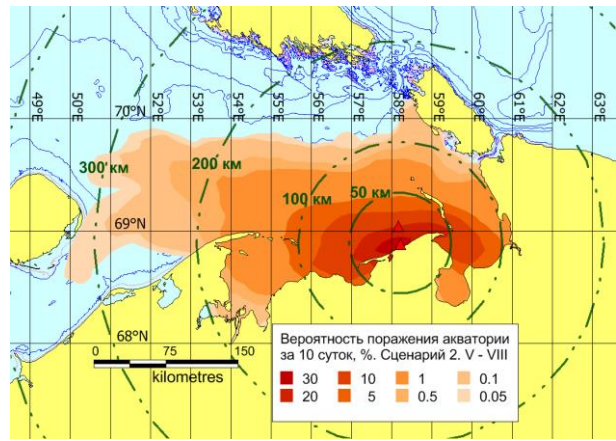 49°E 50°E 51°E 52°E 53°E 54°E 55°E 56°E 57°E 58°E 59°E 60°E 61°E 62°E 63°E
70°N
300 км
200 км
100 км
50 км
69°N
68°N
0 75 150
kilometres
Вероятность поражения акватории
за 10 суток, %. Сценарий 2. V - VIII
30 10 1 0.1
20 5 0.5 0.05